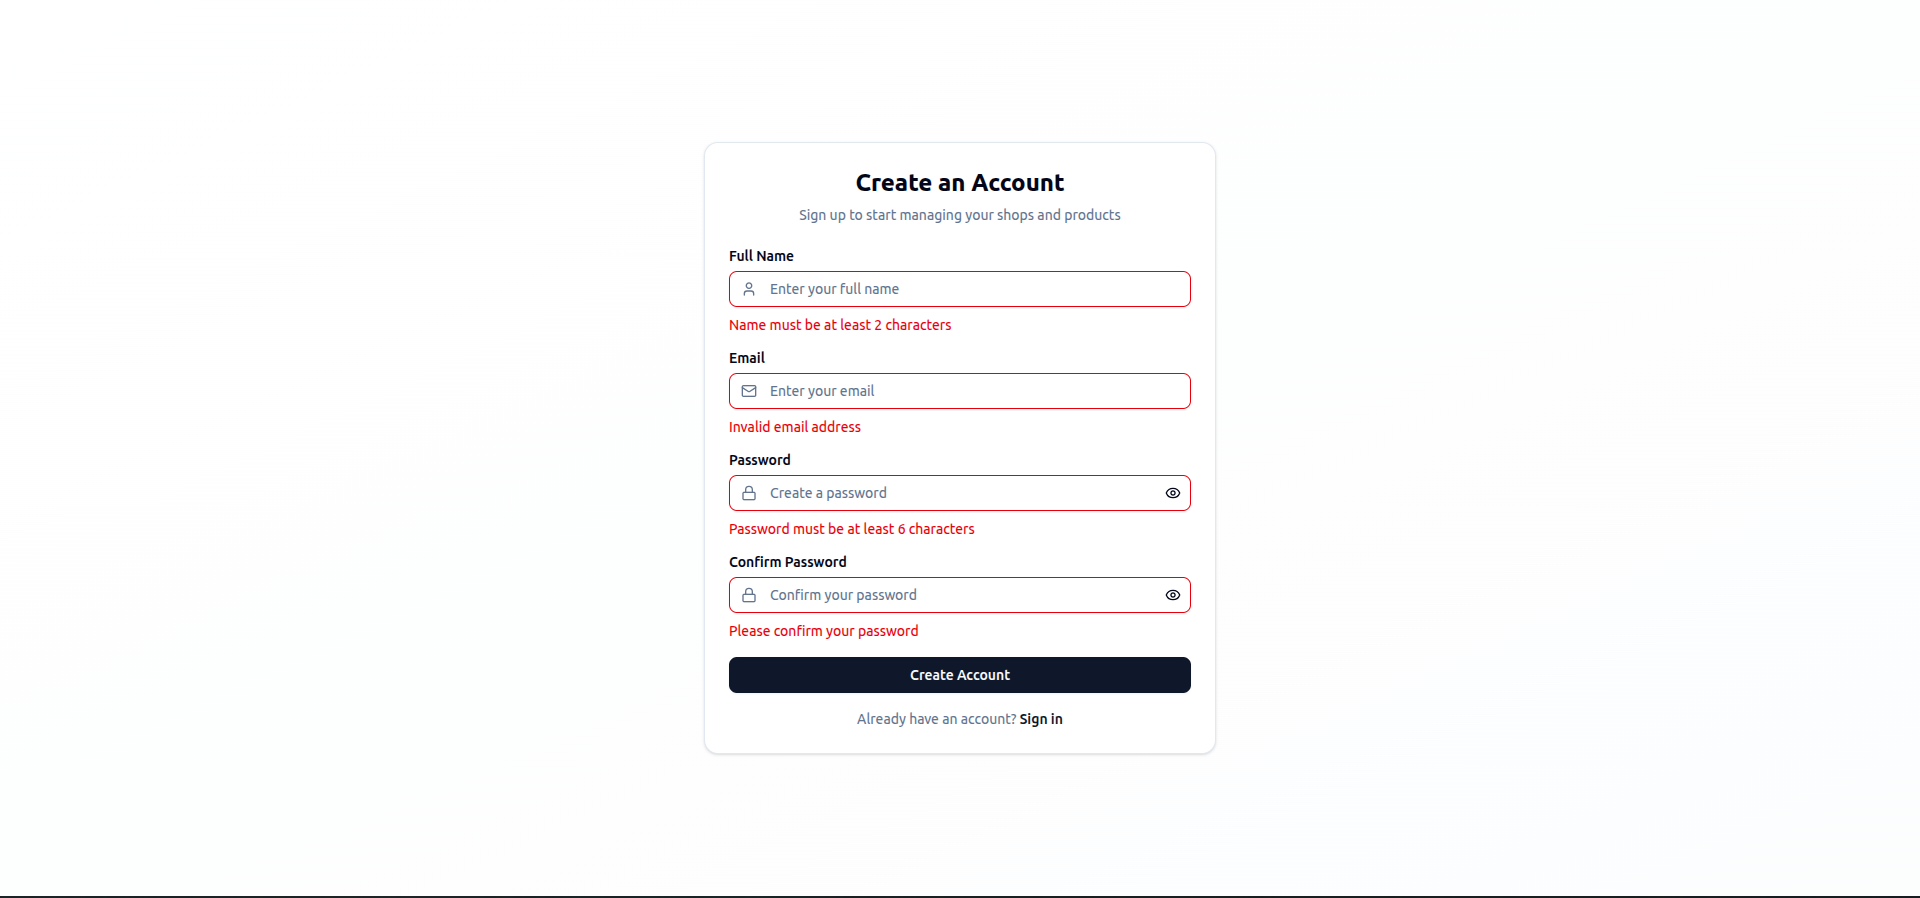 Create an Account
Sign up to start managing your shops and products
Full Name
Enter your full name
Name must be at least 2 characters
Email
Enter your email
Invalid email address
Password
Create a password
Password must be at least 6 characters
Confirm Password
Confirm your password
Please confirm your password
Create Account
Already have an account? Sign in